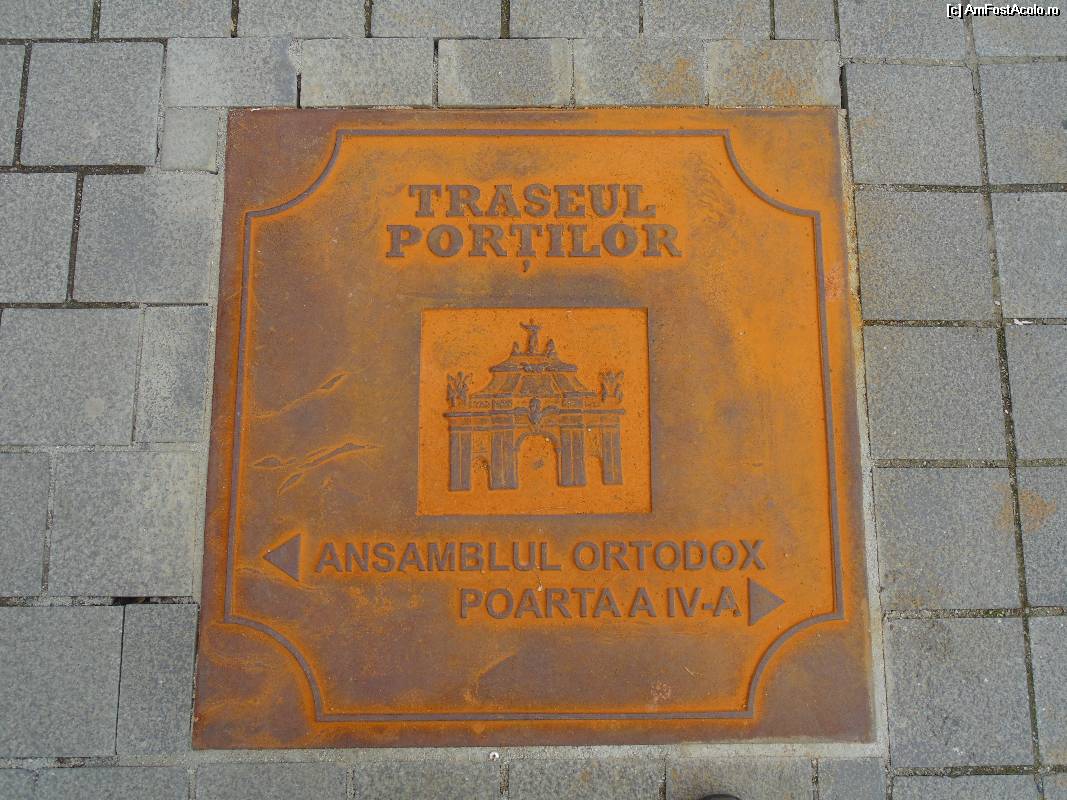 [c] AmFostAcolo.ro
TRASEUL
PORȚILOR
ANSAMBLUL ORTODOX
POARTA A IV-A